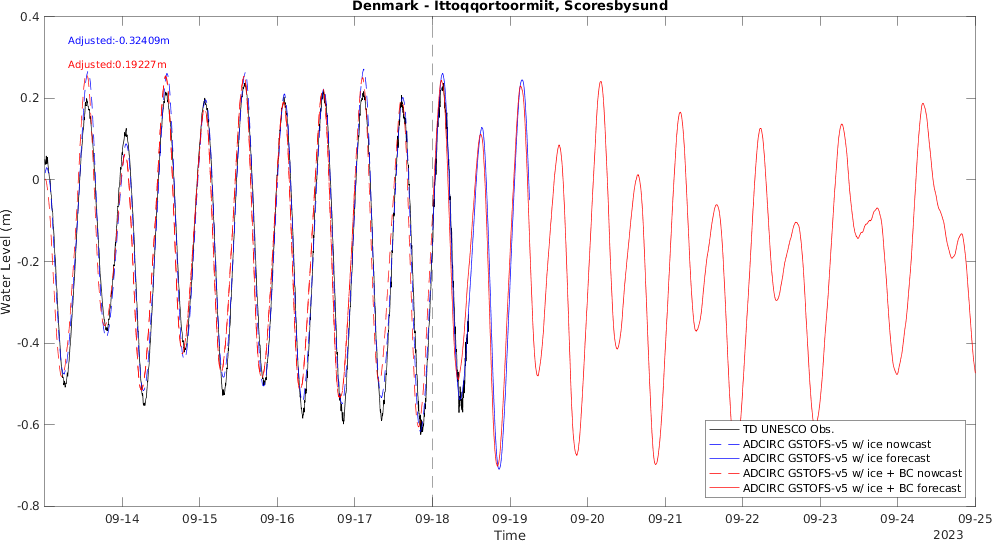 Denmark - Ittoqqortoormiit, Scoresbysund
Adjusted:-0.32409m
Adjusted:0.19227m
Water Level (m)
0.4
0.2
0
-0.2
-0.4
-0.6
-0.8
TD UNESCO Obs.
ADCIRC GSTOFS-v5 w/ ice nowcast
ADCIRC GSTOFS-v5 w/ ice forecast
ADCIRC GSTOFS-v5 w/ ice + BC nowcast
ADCIRC GSTOFS-v5 w/ ice + BC forecast
09-14 09-15 09-16 09-17 09-18 09-19 09-20 09-21 09-22 09-23 09-24 09-25
Time
2023